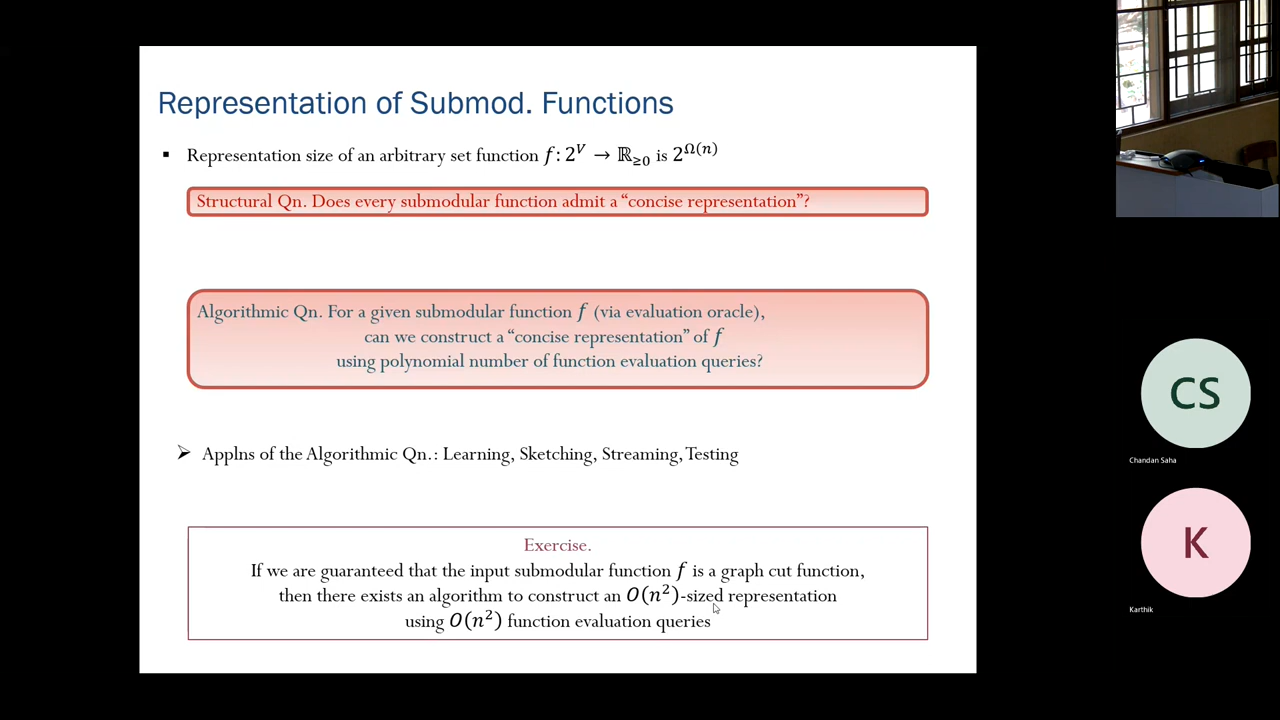 Representation of Submod. Functions
▪ Representation size of an arbitrary set function f: 2^V → ℝ≥0 is 2^Ω(n)
Structural Qn. Does every submodular function admit a “concise representation”?
Algorithmic Qn. For a given submodular function f (via evaluation oracle),
can we construct a “concise representation” of f
using polynomial number of function evaluation queries?
➢ Applns of the Algorithmic Qn.: Learning, Sketching, Streaming, Testing
Exercise.
If we are guaranteed that the input submodular function f is a graph cut function,
then there exists an algorithm to construct an O(n²)-sized representation
using O(n²) function evaluation queries
CS
Chandan Saha
K
Karthik